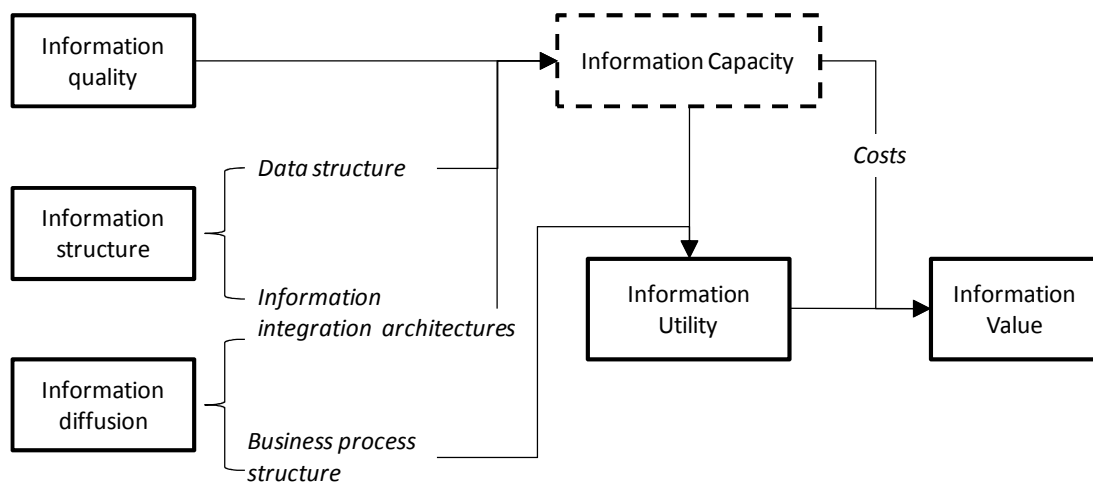 Information
quality
Information Capacity
Data structure
Costs
Information
structure
Information
integration architectures
Information
Utility
Information
Value
Information
diffusion
Business process
structure